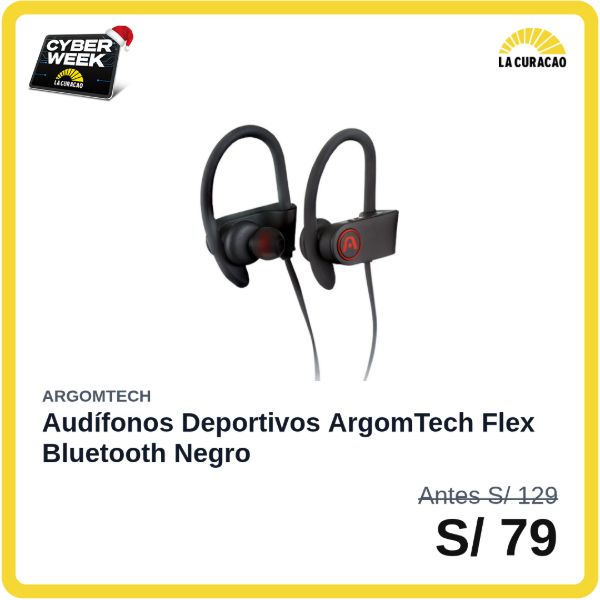 CYBER
WEEK
LA CURACAO
LA CURACAO
A
ARGOMTECH
Audífonos Deportivos ArgomTech Flex
Bluetooth Negro
Antes S/ 129
S/ 79